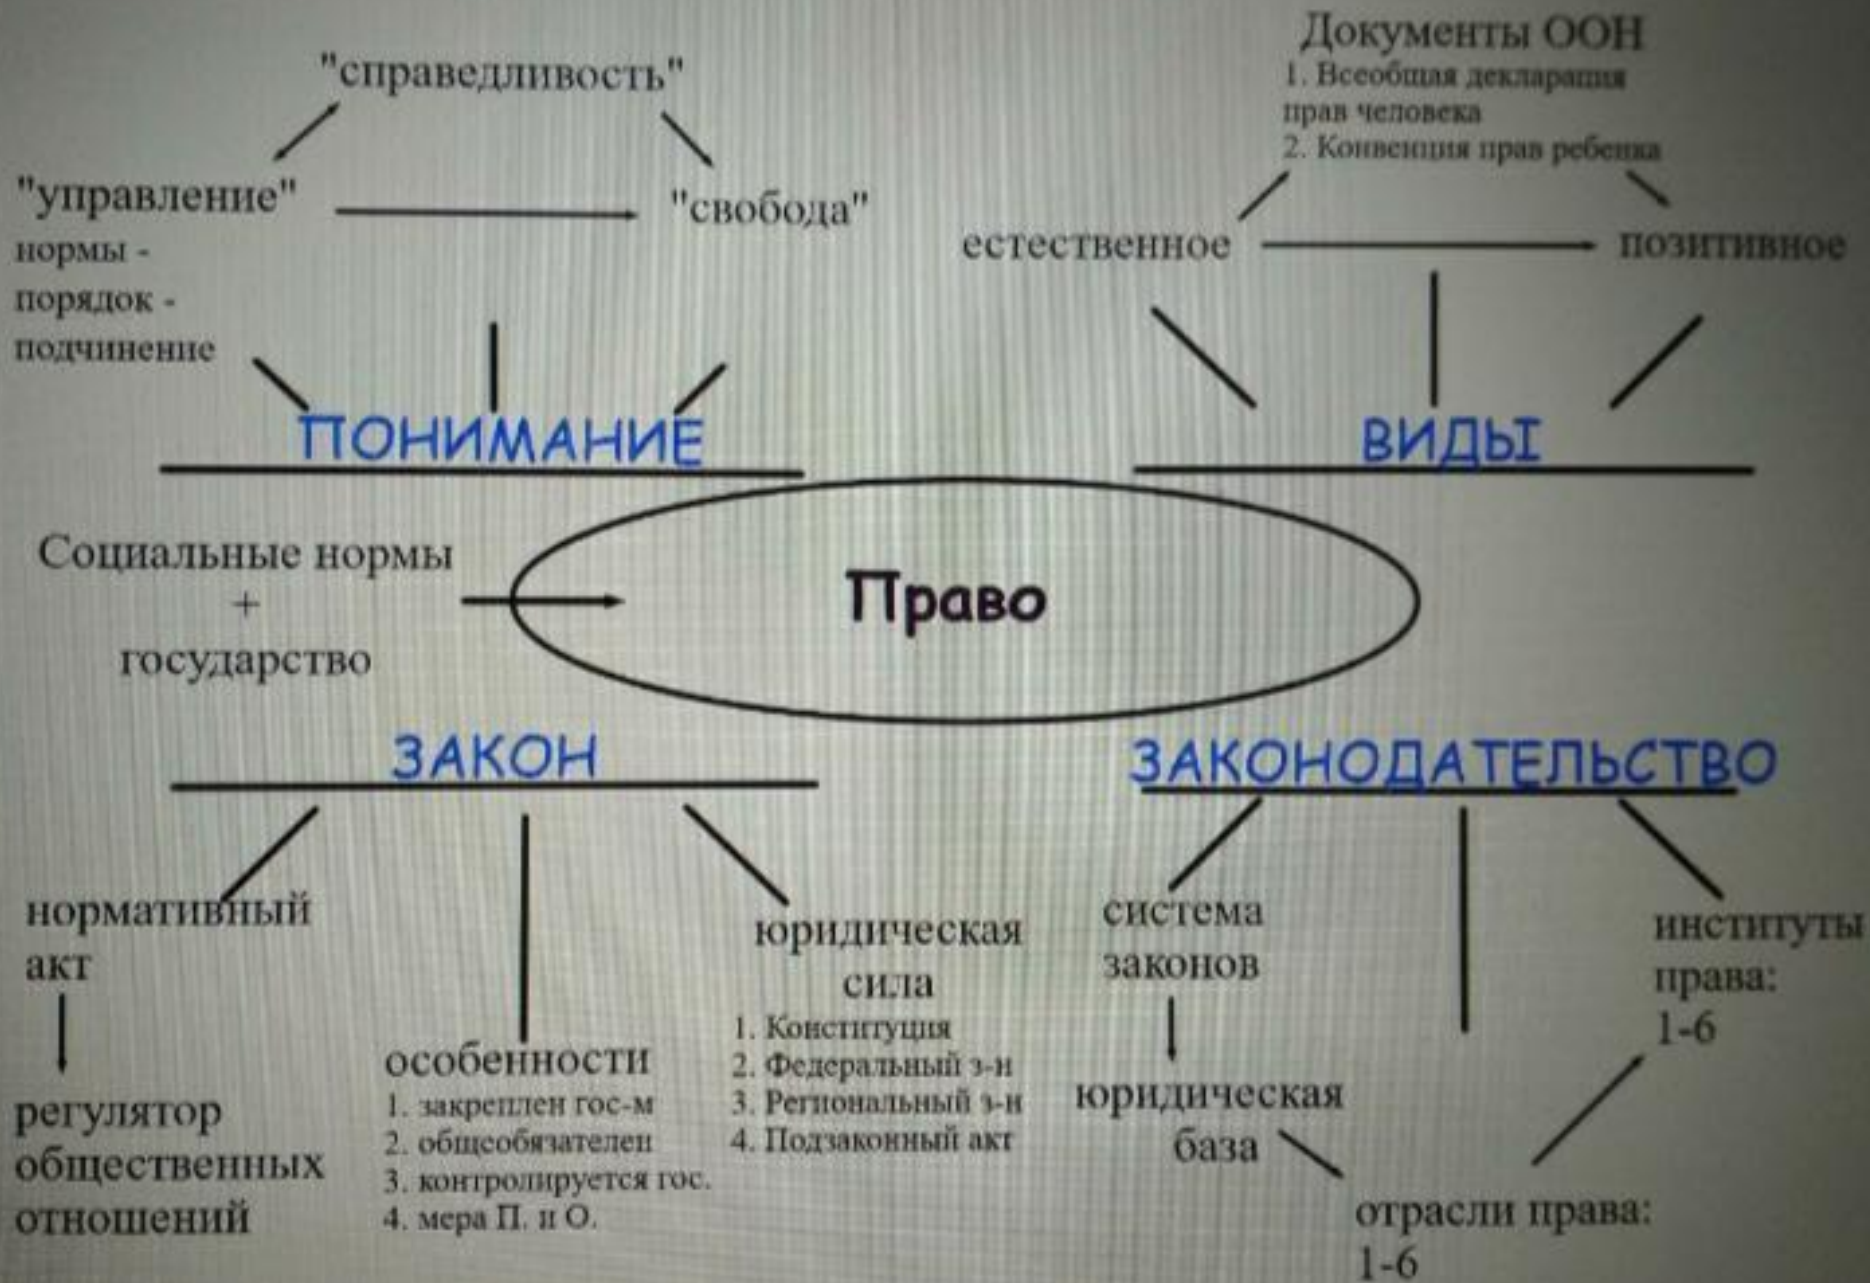 "справедливость"
"управление"
"свобода"
нормы -
порядок -
подчинение
ПОНИМАНИЕ
Документы ООН
1. Всеобщая декларация
прав человека
2. Конвенция прав ребенка
естественное
позитивное
ВИДЫ
Социальные нормы
+
государство
Право
ЗАКОН
нормативный
акт
регулятор
общественных
отношений
особенности
1. закреплен гос-м
2. общеобязателен
3. контролируется гос.
4. мера П. и О.
юридическая
сила
1. Конституция
2. Федеральный з-н
3. Региональный з-н
4. Подзаконный акт
ЗАКОНОДАТЕЛЬСТВО
система
законов
юридическая
база
отрасли права:
1-6
институты
права:
1-6